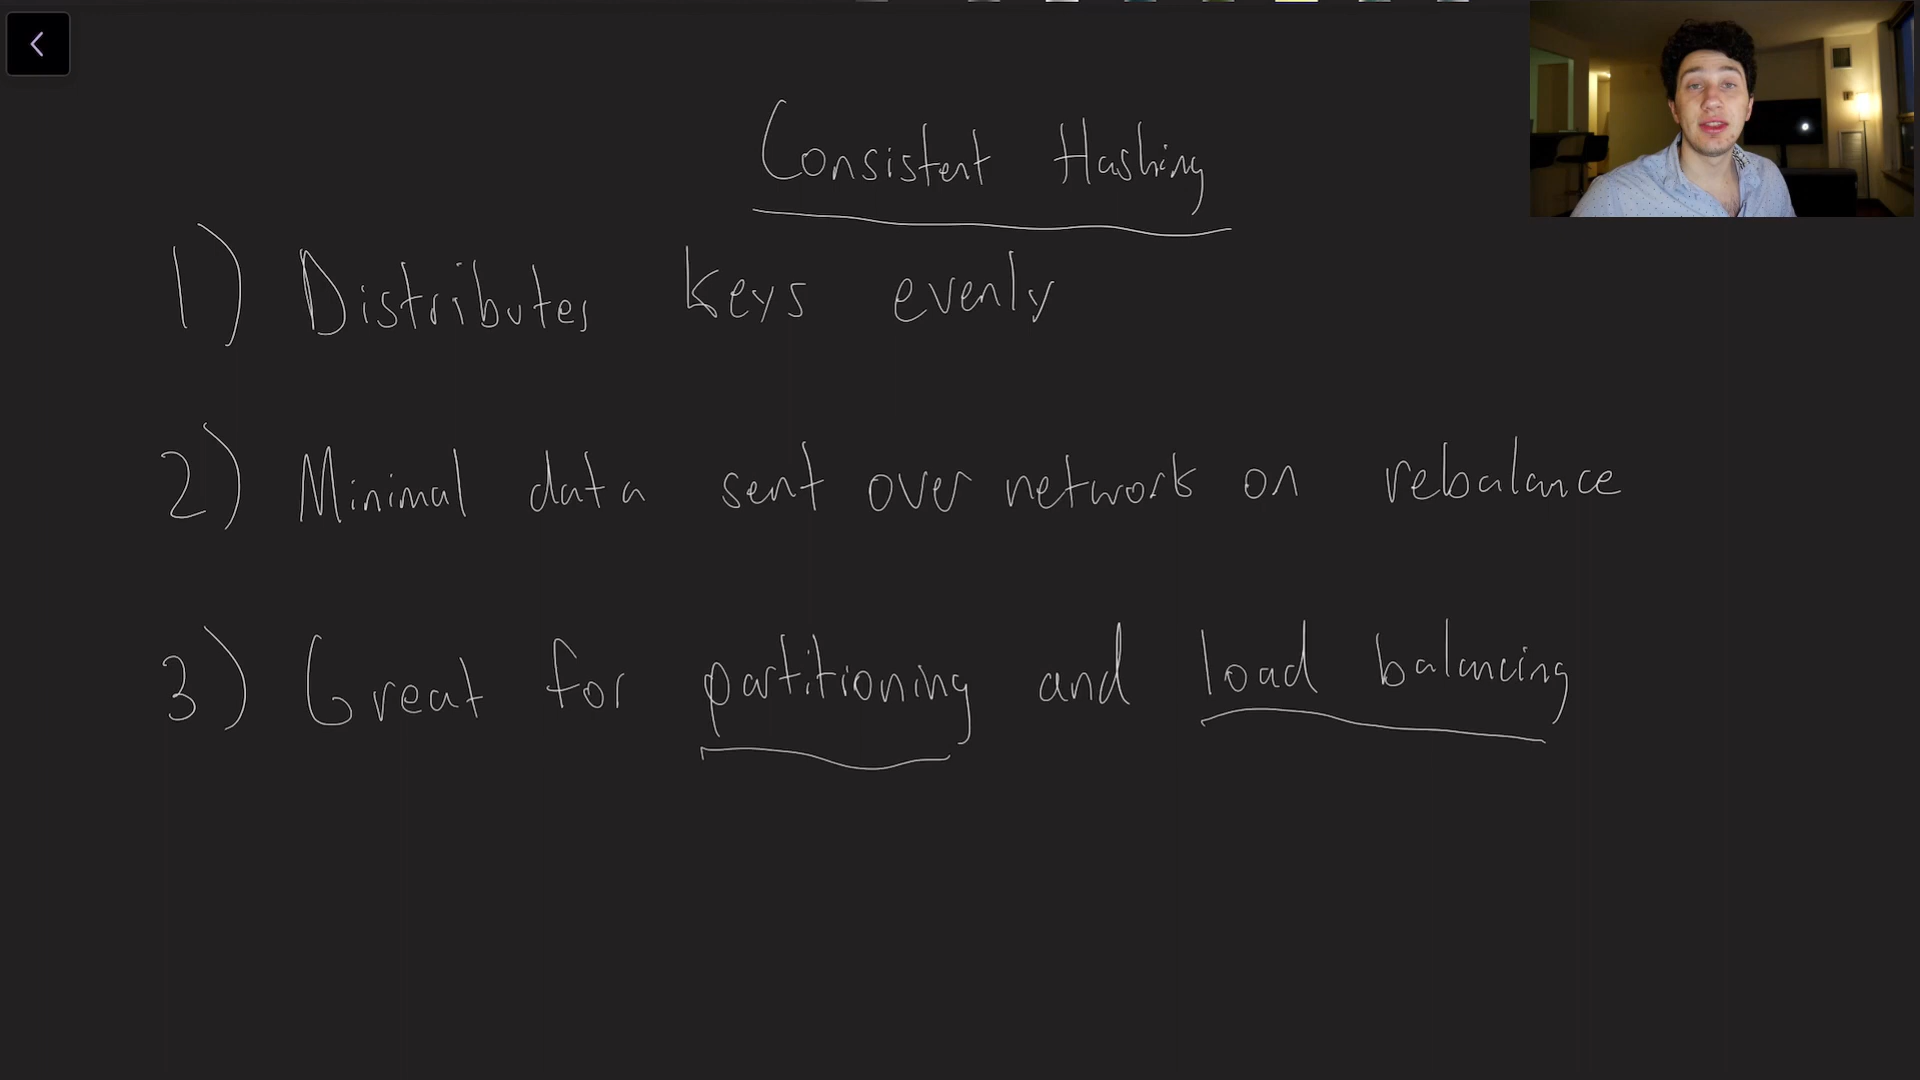 Consistent Hashing
1) Distributes keys evenly
2) Minimal data sent over network on rebalance
3) Great for partitioning and load balancing